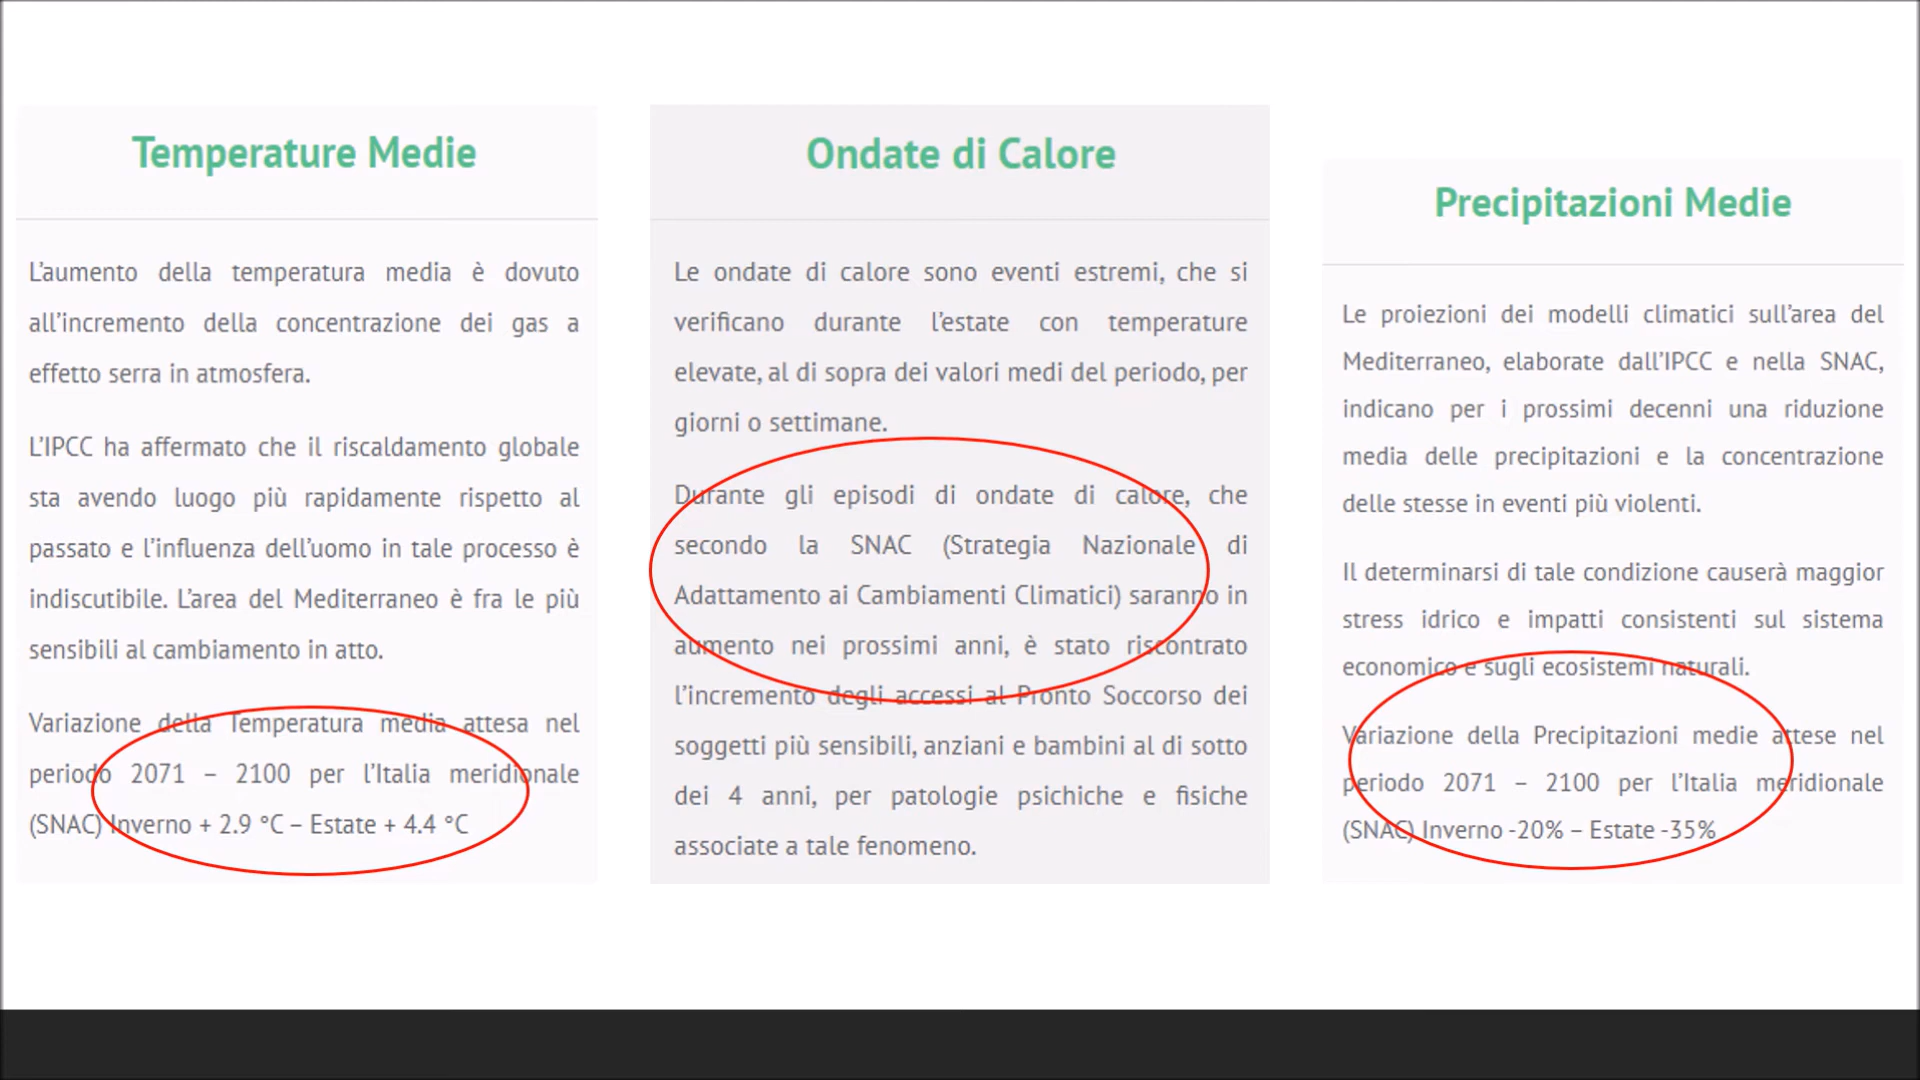 Temperature Medie
L’aumento della temperatura media è dovuto
all’incremento della concentrazione dei gas a
effetto serra in atmosfera.
L’IPCC ha affermato che il riscaldamento globale
sta avendo luogo più rapidamente rispetto al
passato e l’influenza dell’uomo in tale processo è
indiscutibile. L’area del Mediterraneo è fra le più
sensibili al cambiamento in atto.
Variazione della Temperatura media attesa nel
periodo 2071 – 2100 per l’Italia meridionale
(SNAC) Inverno + 2.9 °C – Estate + 4.4 °C
Ondate di Calore
Le ondate di calore sono eventi estremi, che si
verificano durante l’estate con temperature
elevate, al di sopra dei valori medi del periodo, per
giorni o settimane.
Durante gli episodi di ondate di calore, che
secondo la SNAC (Strategia Nazionale di
Adattamento ai Cambiamenti Climatici) saranno in
aumento nei prossimi anni, è stato riscontrato
l’incremento degli accessi al Pronto Soccorso dei
soggetti più sensibili, anziani e bambini al di sotto
dei 4 anni, per patologie psichiche e fisiche
associate a tale fenomeno.
Precipitazioni Medie
Le proiezioni dei modelli climatici sull’area del
Mediterraneo, elaborate dall’IPCC e nella SNAC,
indicano per i prossimi decenni una riduzione
media delle precipitazioni e la concentrazione
delle stesse in eventi più violenti.
Il determinarsi di tale condizione causerà maggior
stress idrico e impatti consistenti sul sistema
economico e sugli ecosistemi naturali.
Variazione della Precipitazioni medie attese nel
periodo 2071 – 2100 per l’Italia meridionale
(SNAC) Inverno -20% – Estate -35%